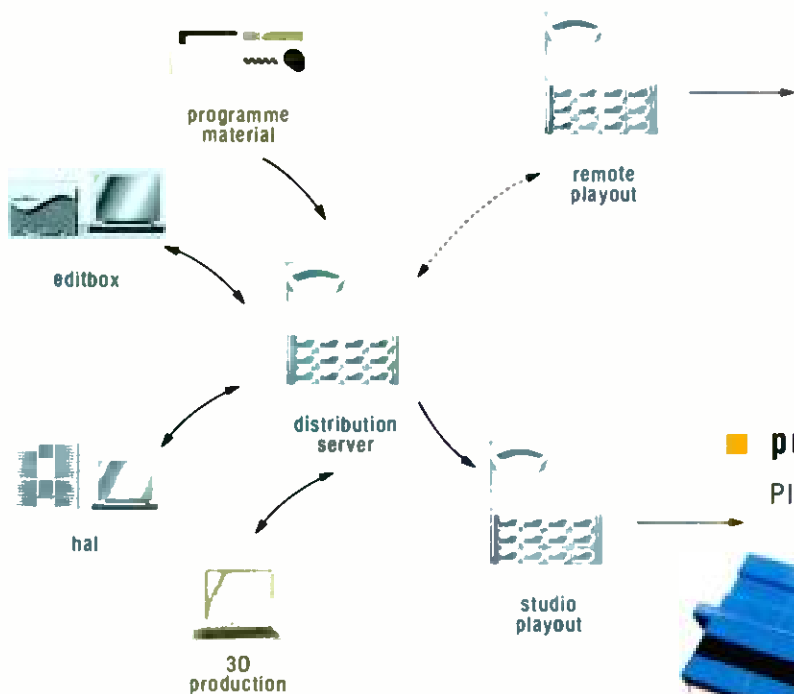 programme
material
remote
playout
editbox
distribution
server
hal
studio
playout
3D
production